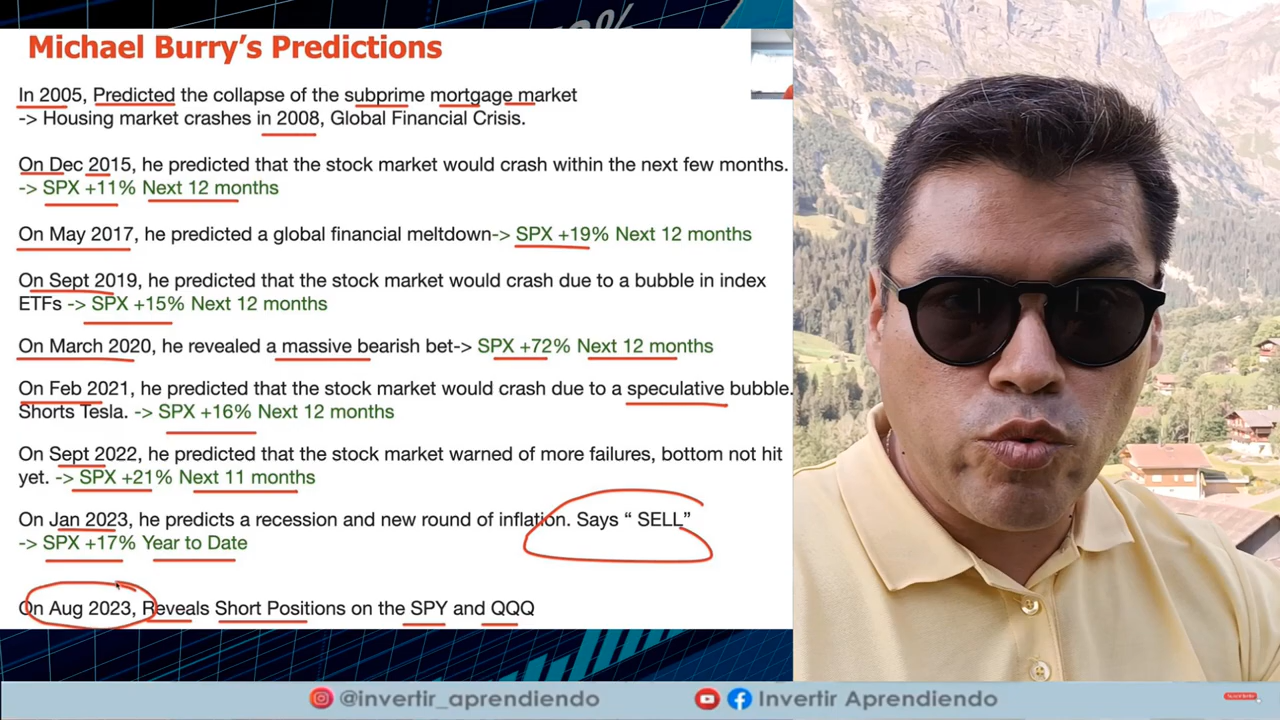 Michael Burry’s Predictions
In 2005, Predicted the collapse of the subprime mortgage market
-> Housing market crashes in 2008, Global Financial Crisis.
On Dec 2015, he predicted that the stock market would crash within the next few months.
-> SPX +11% Next 12 months
On May 2017, he predicted a global financial meltdown-> SPX +19% Next 12 months
On Sept 2019, he predicted that the stock market would crash due to a bubble in index
ETFs -> SPX +15% Next 12 months
On March 2020, he revealed a massive bearish bet-> SPX +72% Next 12 months
On Feb 2021, he predicted that the stock market would crash due to a speculative bubble.
Shorts Tesla. -> SPX +16% Next 12 months
On Sept 2022, he predicted that the stock market warned of more failures, bottom not hit
yet. -> SPX +21% Next 11 months
On Jan 2023, he predicts a recession and new round of inflation. Says “ SELL”
-> SPX +17% Year to Date
On Aug 2023, Reveals Short Positions on the SPY and QQQ
@invertir_aprendiendo
Invertir Aprendiendo